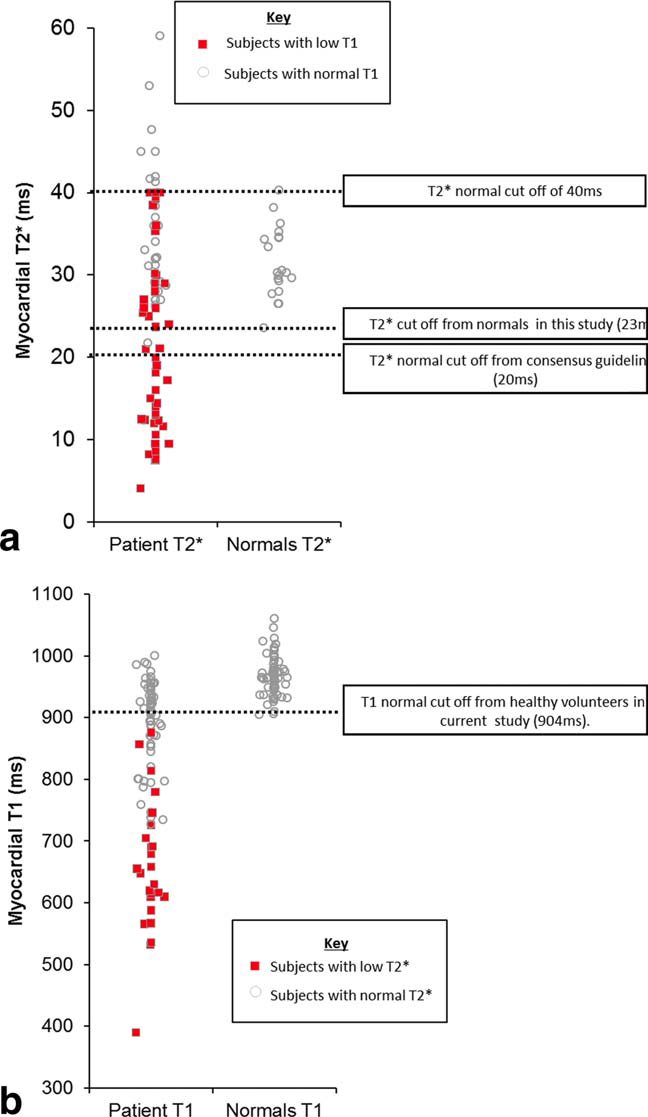 60
Key
Subjects with low T1
Subjects with normal T1
50
40
T2* normal cut off of 40ms
Myocardial T2* (ms)
30
T2* cut off from normals in this study (23m
20
T2* normal cut off from consensus guidelin
(20ms)
10
0
a
Patient T2*
Normals T2*
1100
1000
T1 normal cut off from healthy volunteers in
current study (904ms).
900
800
Myocardial T1 (ms)
700
600
Key
Subjects with low T2*
Subjects with normal T2*
500
400
300
b
Patient T1
Normals T1